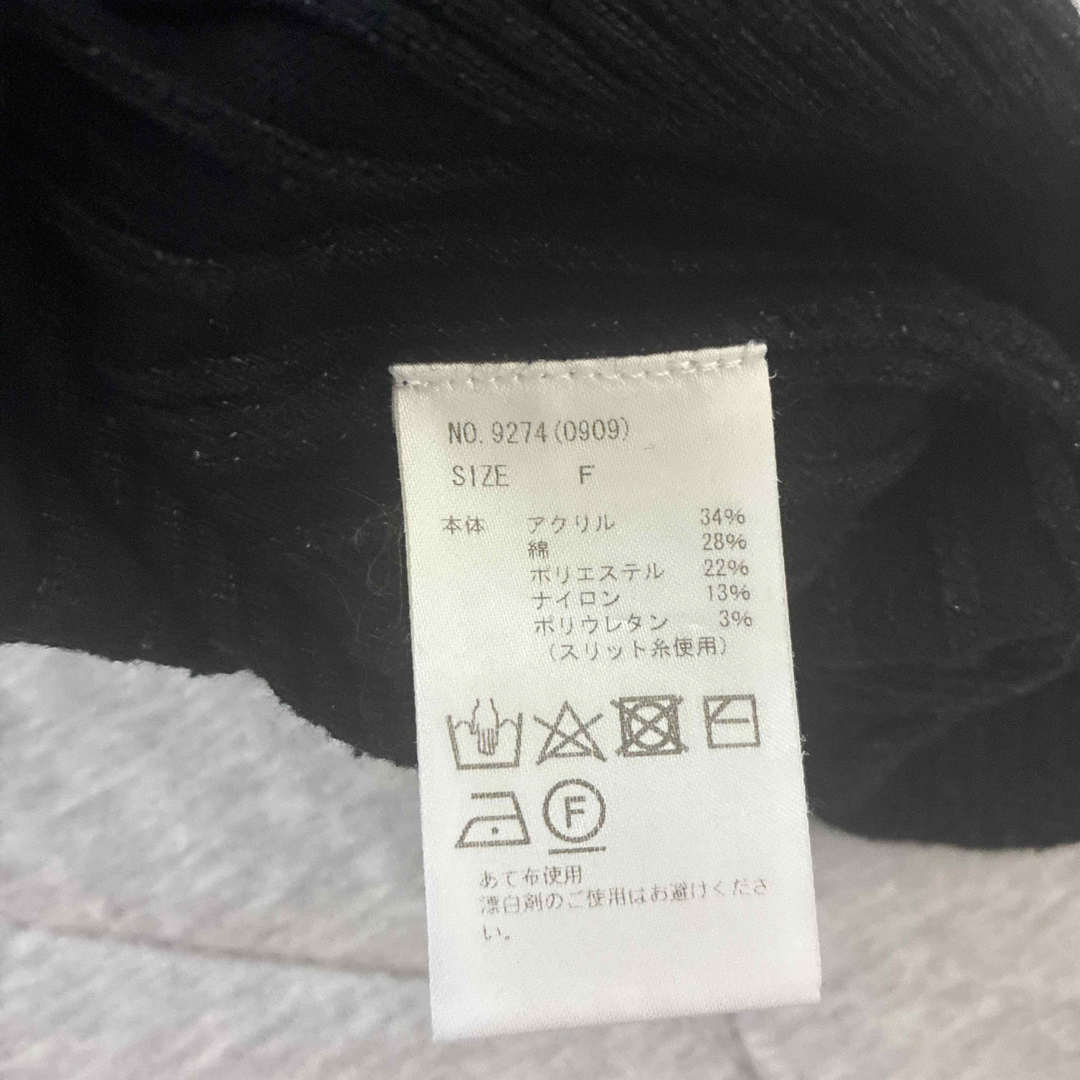 NO. 9274(0909)
SIZE F
本体 アクリル 34%
綿 28%
ポリエステル 22%
ナイロン 13%
ポリウレタン 3%
(スリット糸使用)
F
あて布使用
漂白剤のご使用はお避けくださ
い。